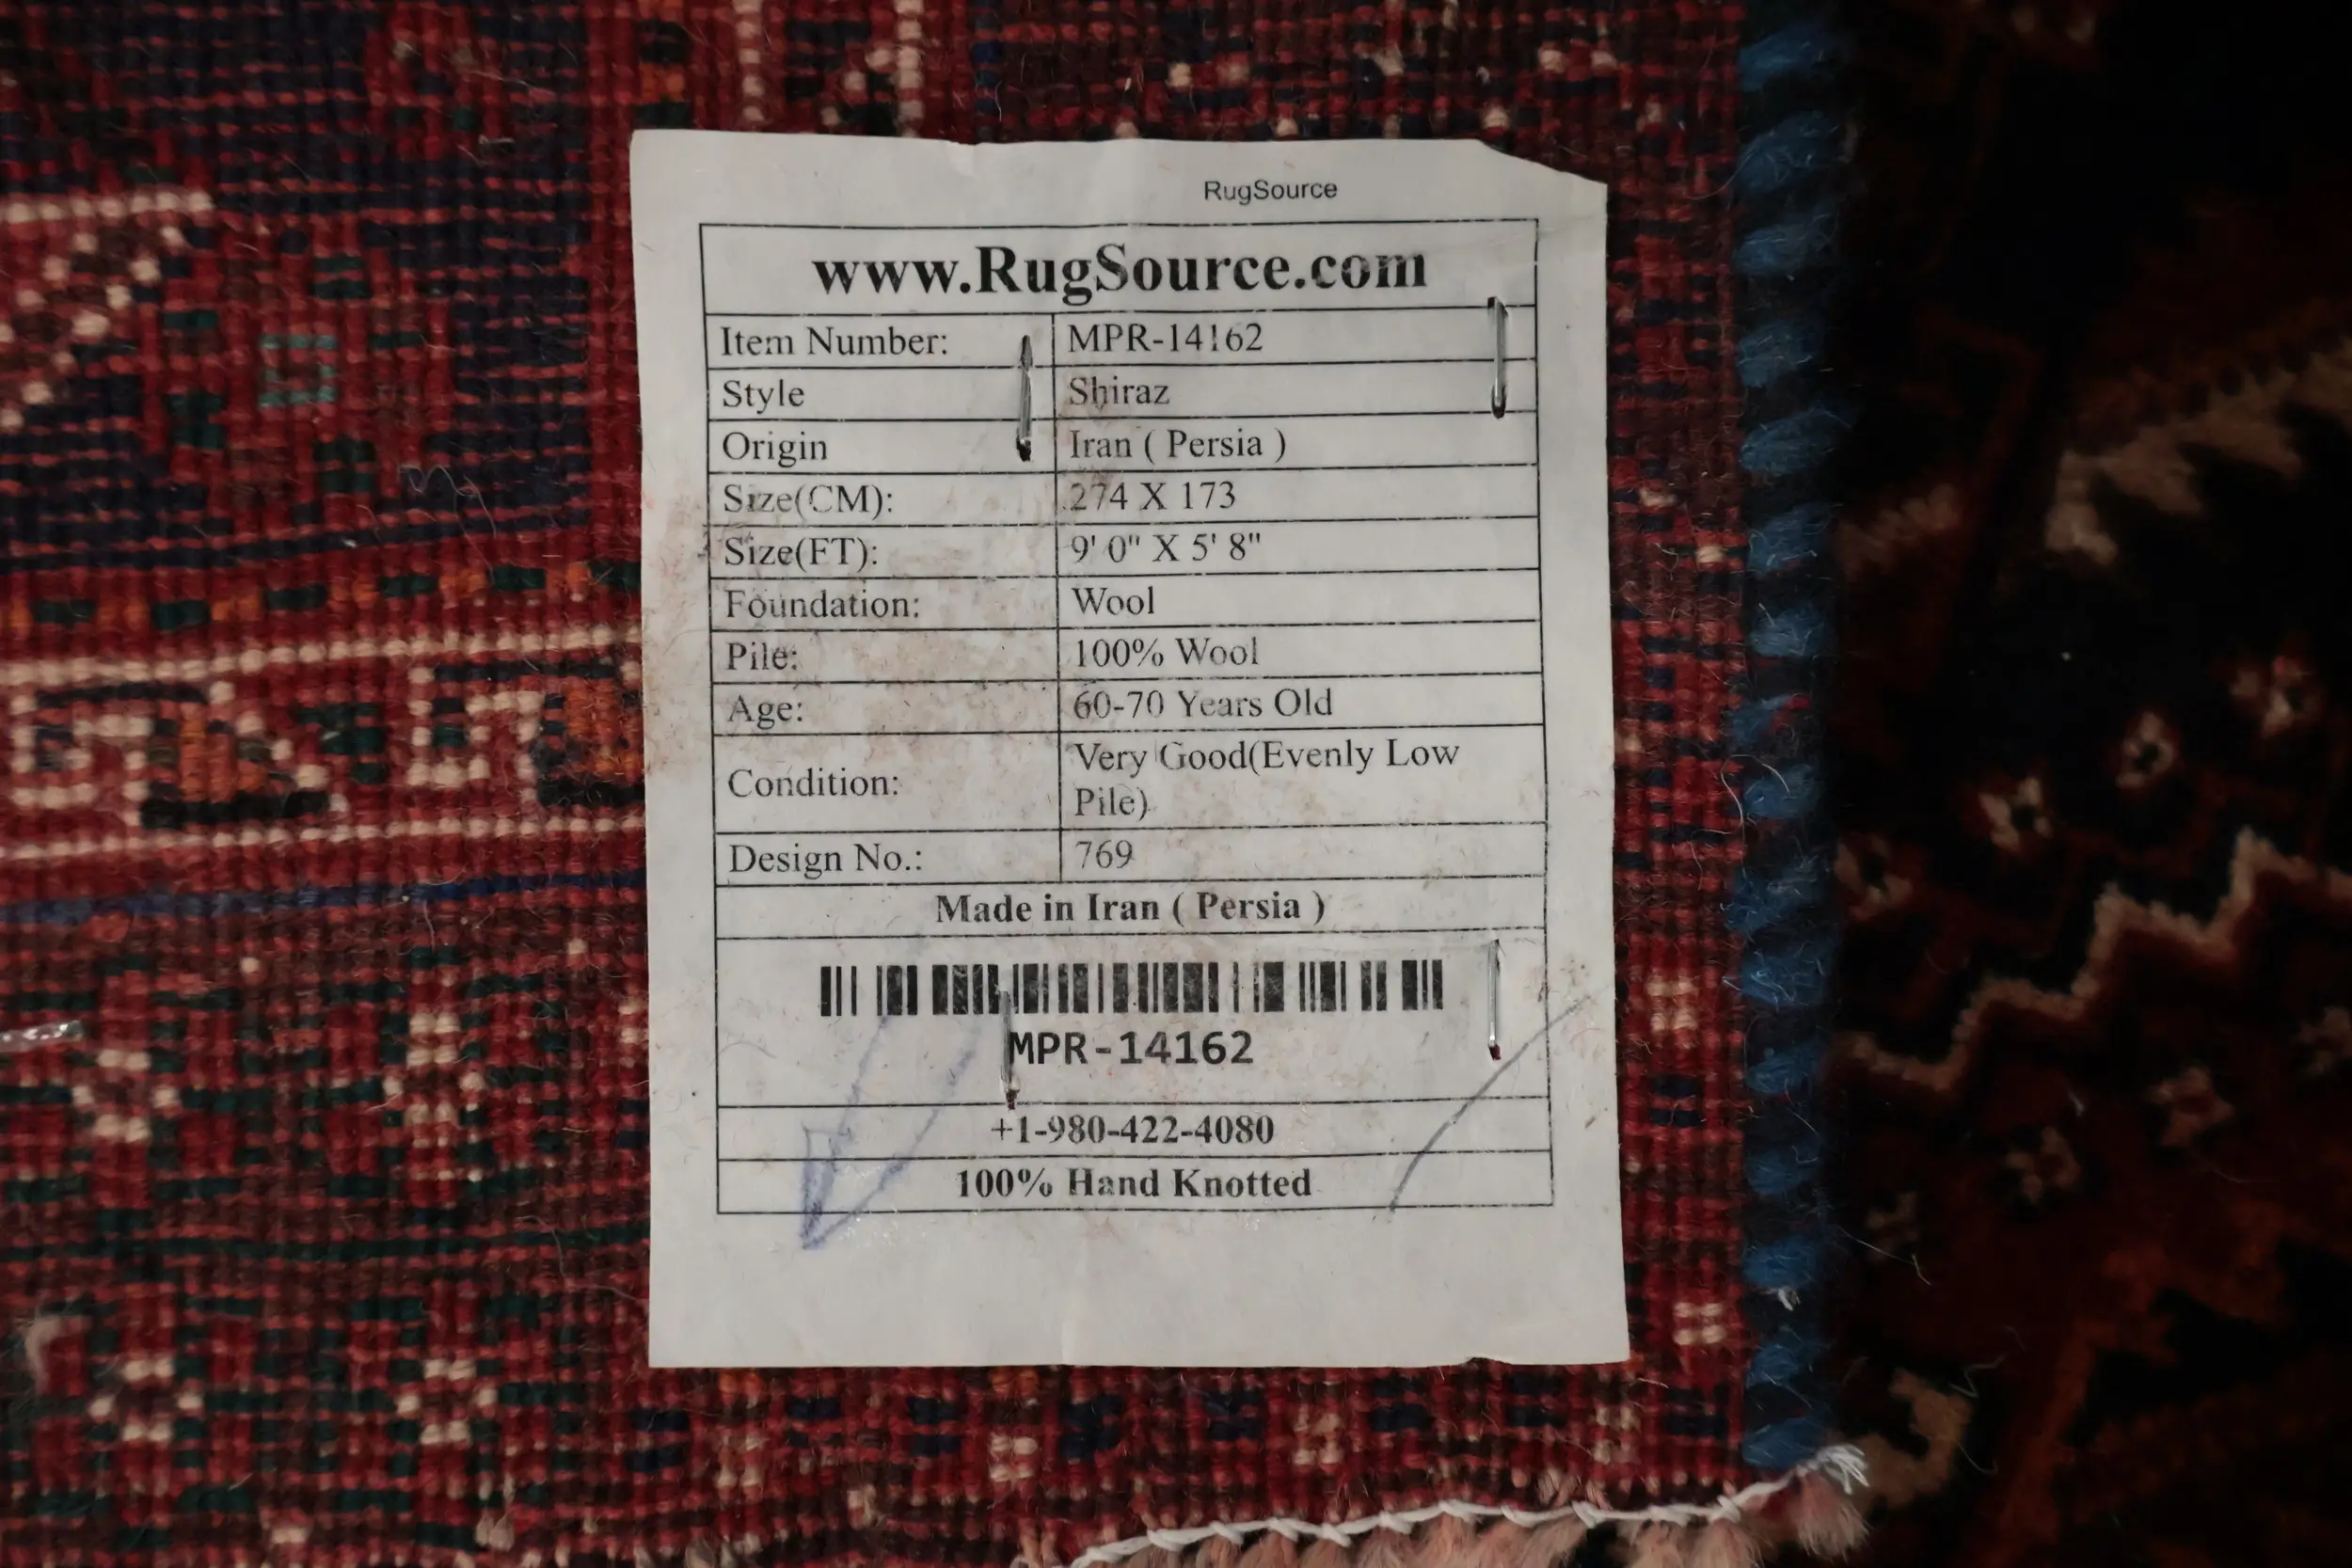 RugSource
www.RugSource.com
Item Number: MPR-14162
Style Shiraz
Origin Iran ( Persia )
Size(CM): 274 X 173
Size(FT): 9' 0" X 5' 8"
Foundation: Wool
Pile: 100% Wool
Age: 60-70 Years Old
Condition: Very Good(Evenly Low
Pile)
Design No.: 769
Made in Iran ( Persia )
MPR-14162
+1-980-422-4080
100% Hand Knotted